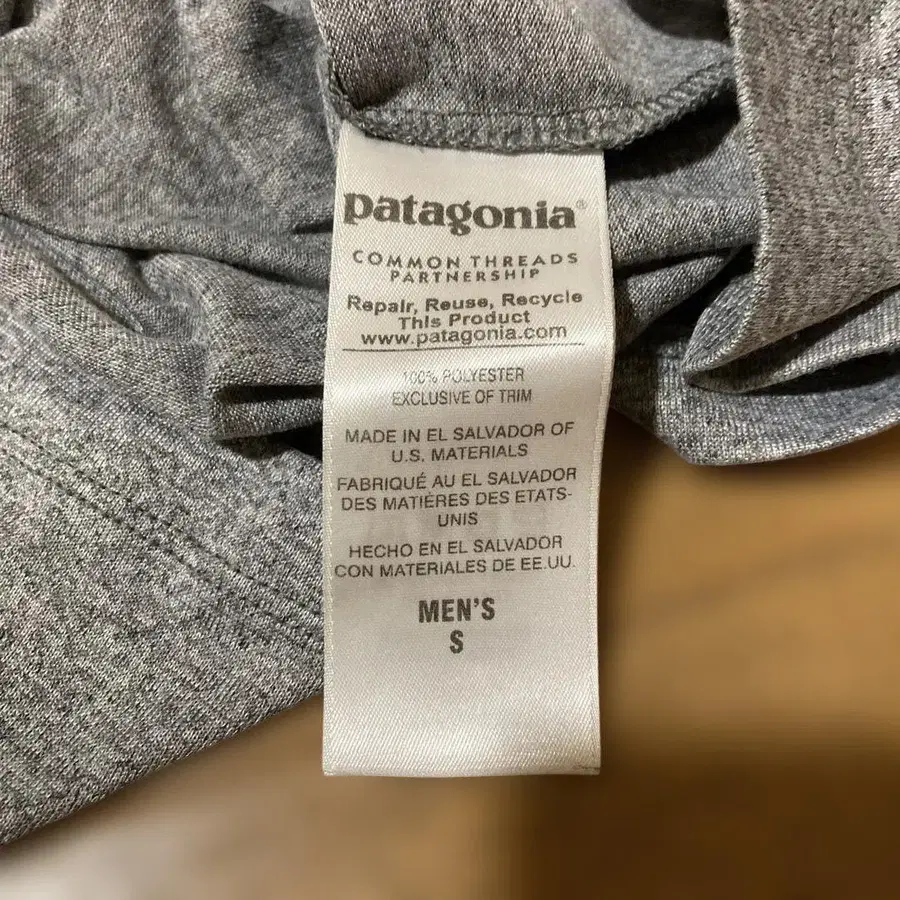 patagonia®
COMMON THREADS
PARTNERSHIP
Repair, Reuse, Recycle
This Product
www.patagonia.com
100% POLYESTER
EXCLUSIVE OF TRIM
MADE IN EL SALVADOR OF
U.S. MATERIALS
FABRIQUÉ AU EL SALVADOR
DES MATIÈRES DES ETATS-
UNIS
HECHO EN EL SALVADOR
CON MATERIALES DE EE.UU.
MEN'S
S